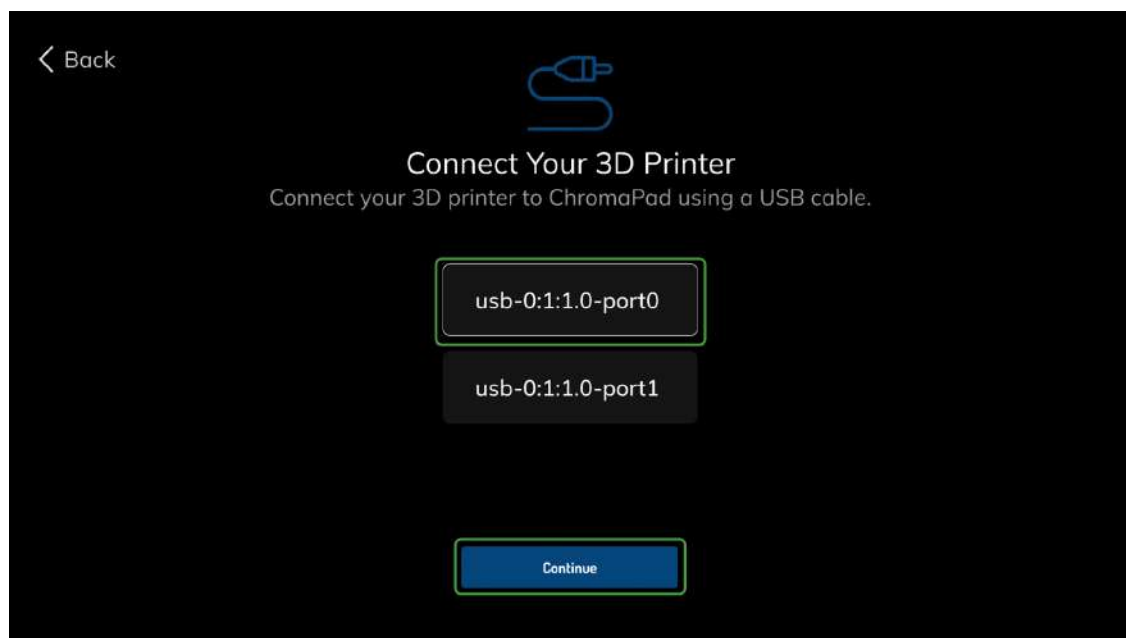 Back
Connect Your 3D Printer
Connect your 3D printer to ChromaPad using a USB cable.
usb-0:1:1.0-port0
usb-0:1:1.0-port1
Continue